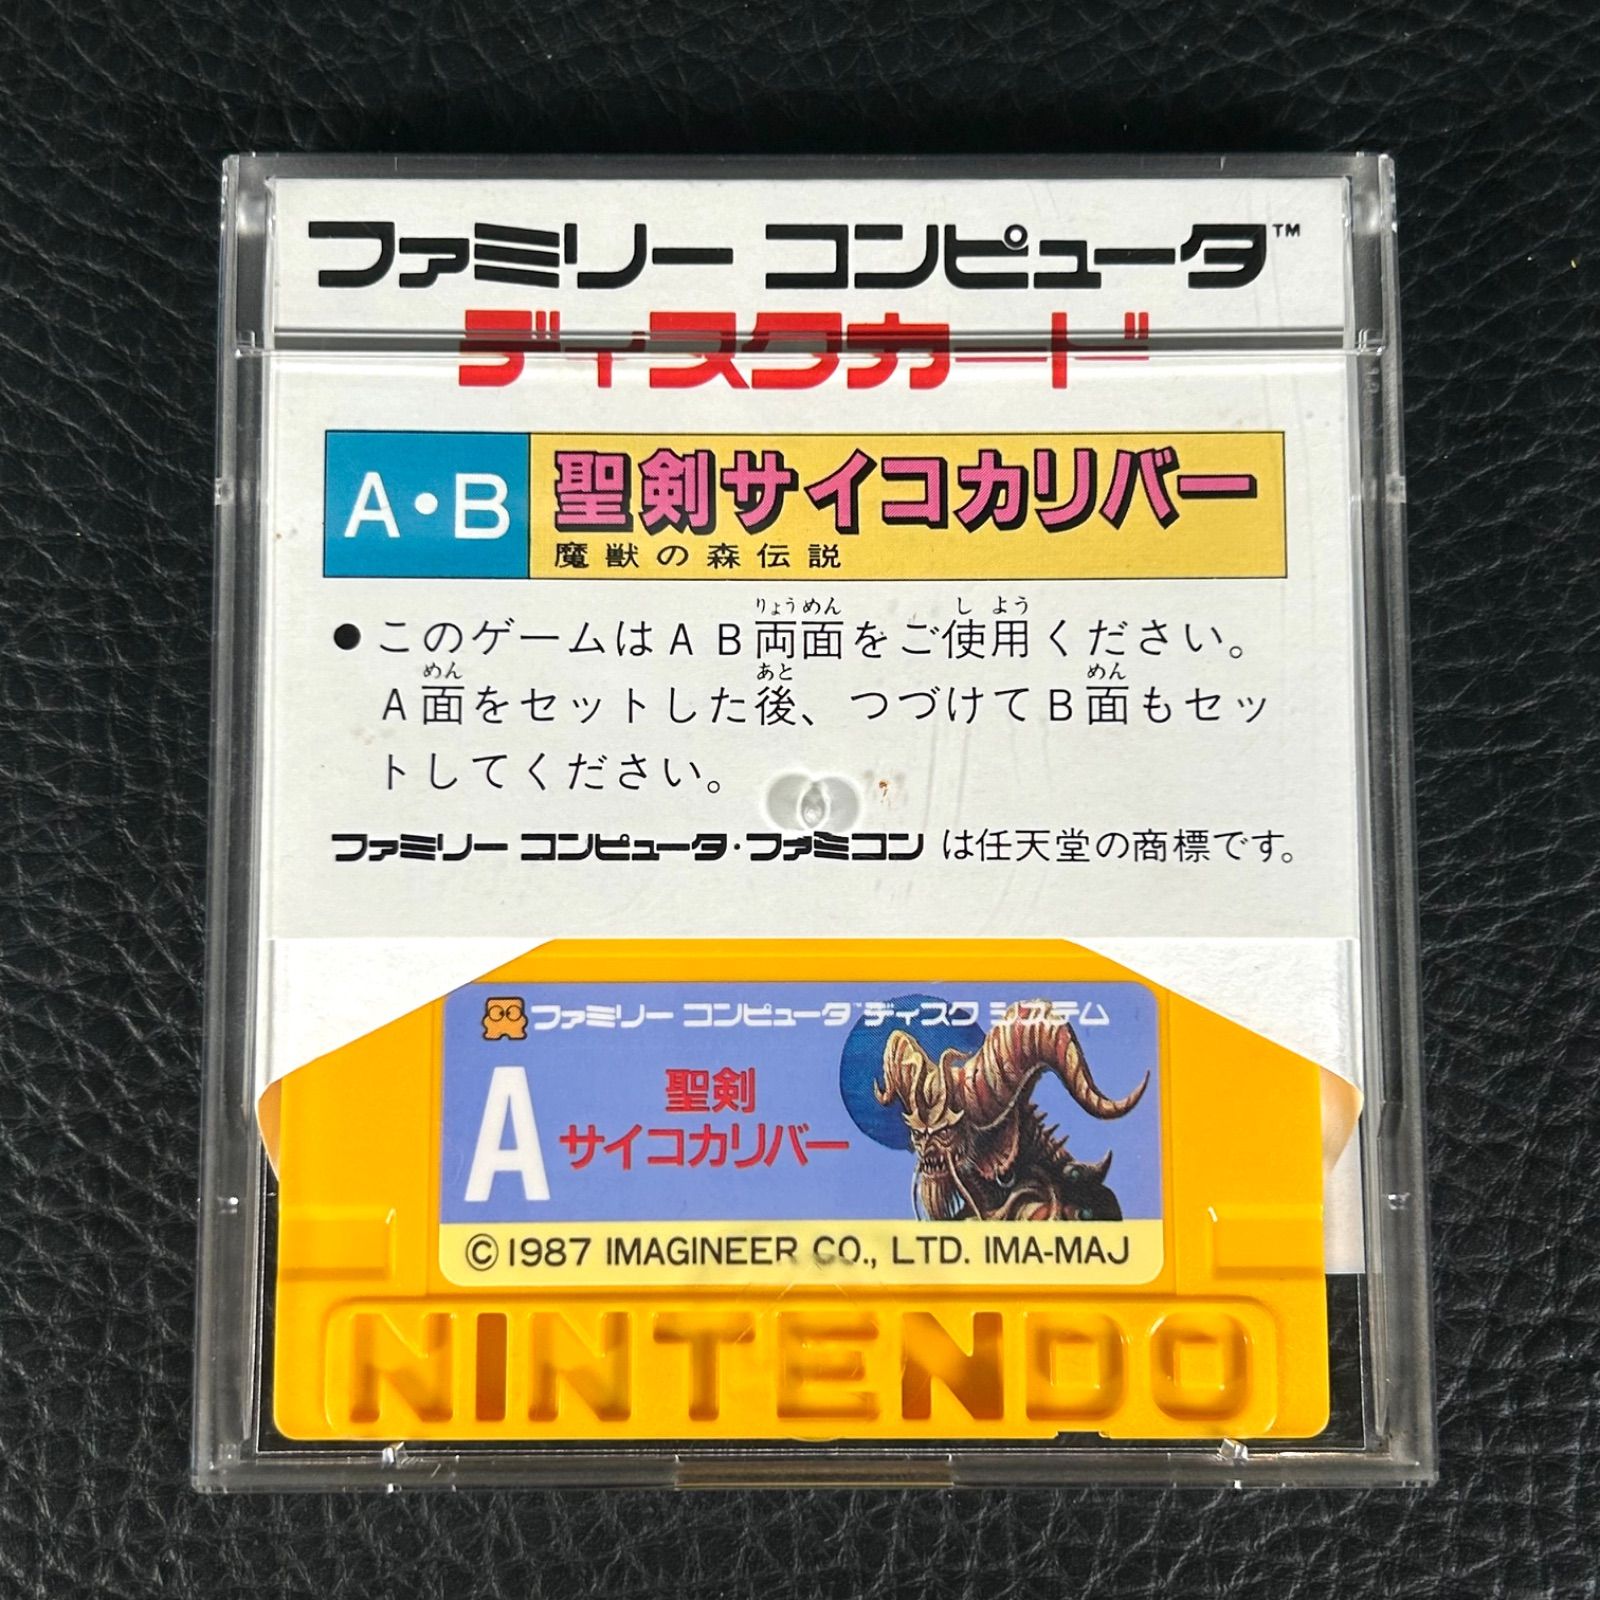 ファミリー コンピュータ™
ディスクカード
A・B
聖剣サイコカリバー
魔獣の森伝説
りょうめん し よう
●このゲームはＡＢ両面をご使用ください。
めん あと めん
Ａ面をセットした後、つづけてＢ面もセッ
トしてください。
ファミリー コンピュータ・ファミコン は任天堂の商標です。
ファミリー コンピュータ™ディスク システム
A
聖剣
サイコカリバー
©1987 IMAGINEER CO., LTD. IMA-MAJ
NINTENDO